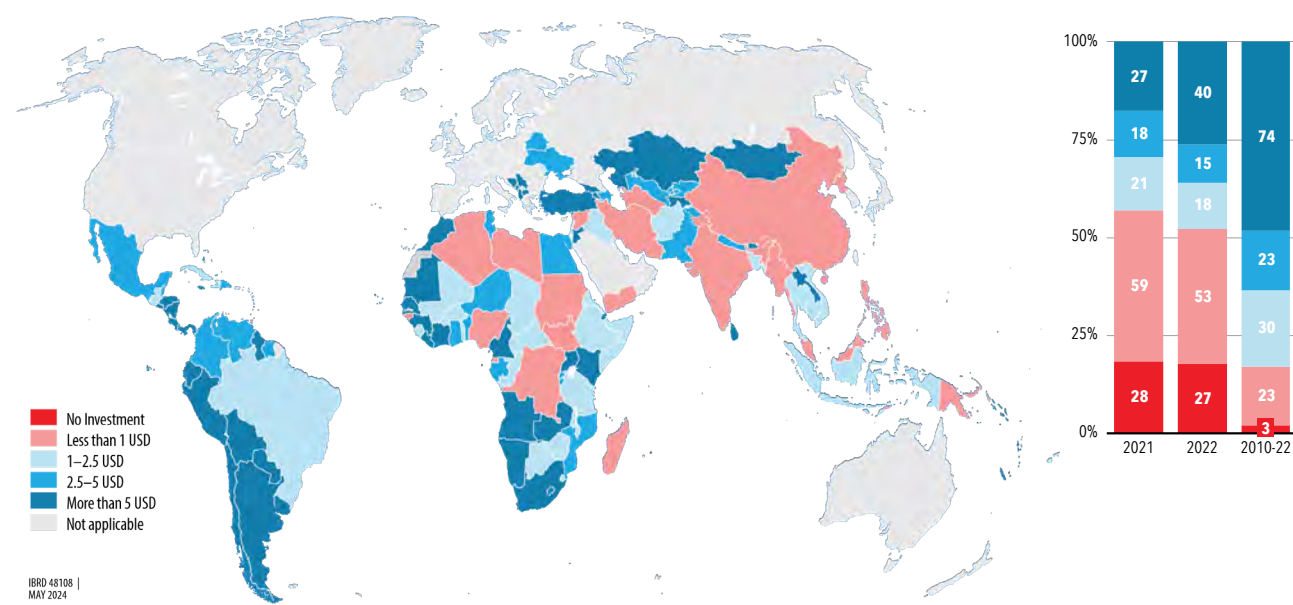 No Investment
Less than 1 USD
1–2.5 USD
2.5–5 USD
More than 5 USD
Not applicable
IBRD 48108 |
MAY 2024
100%
75%
50%
25%
0%
27
18
21
59
28
40
15
18
53
27
74
23
30
23
3
2021
2022
2010-22